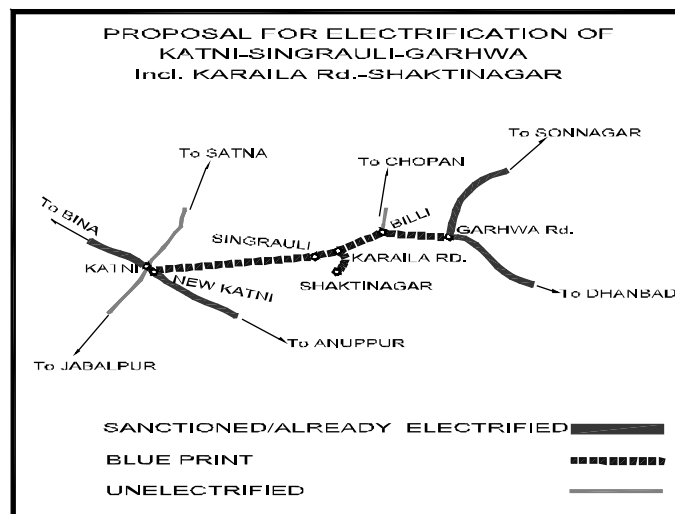 PROPOSAL FOR ELECTRIFICATION OF
KATNI-SINGRAULI-GARHWA
Incl. KARAILA Rd.-SHAKTINAGAR
To SONNAGAR
To SATNA
To CHOPAN
To BINA
BILLI
GARHWA Rd.
SINGRAULI
KARAILA RD.
KATNI
NEW KATNI
SHAKTINAGAR
To DHANBAD
To ANUPPUR
To JABALPUR
SANCTIONED/ALREADY ELECTRIFIED
BLUE PRINT
UNELECTRIFIED